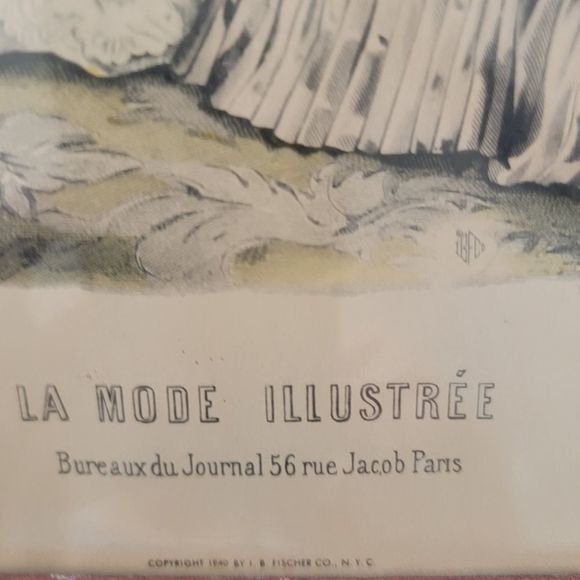 LA MODE ILLUSTRÉE
Bureaux du Journal 56 rue Jacob Paris
COPYRIGHT 1940 BY I. B. FISCHER CO., N. Y. C.